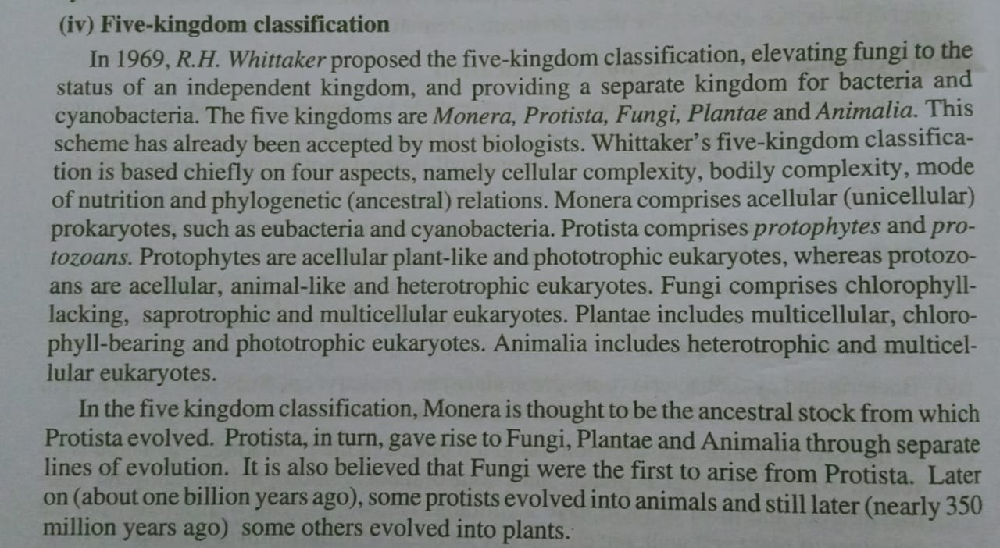 (iv) Five-kingdom classification
In 1969, R.H. Whittaker proposed the five-kingdom classification, elevating fungi to the
status of an independent kingdom, and providing a separate kingdom for bacteria and
cyanobacteria. The five kingdoms are Monera, Protista, Fungi, Plantae and Animalia. This
scheme has already been accepted by most biologists. Whittaker's five-kingdom classifica-
tion is based chiefly on four aspects, namely cellular complexity, bodily complexity, mode
of nutrition and phylogenetic (ancestral) relations. Monera comprises acellular (unicellular)
prokaryotes, such as eubacteria and cyanobacteria. Protista comprises protophytes and pro-
tozoans. Protophytes are acellular plant-like and phototrophic eukaryotes, whereas protozo-
ans are acellular, animal-like and heterotrophic eukaryotes. Fungi comprises chlorophyll-
lacking, saprotrophic and multicellular eukaryotes. Plantae includes multicellular, chloro-
phyll-bearing and phototrophic eukaryotes. Animalia includes heterotrophic and multicel-
lular eukaryotes.
In the five kingdom classification, Monera is thought to be the ancestral stock from which
Protista evolved. Protista, in turn, gave rise to Fungi, Plantae and Animalia through separate
lines of evolution. It is also believed that Fungi were the first to arise from Protista. Later
on (about one billion years ago), some protists evolved into animals and still later (nearly 350
million years ago) some others evolved into plants.